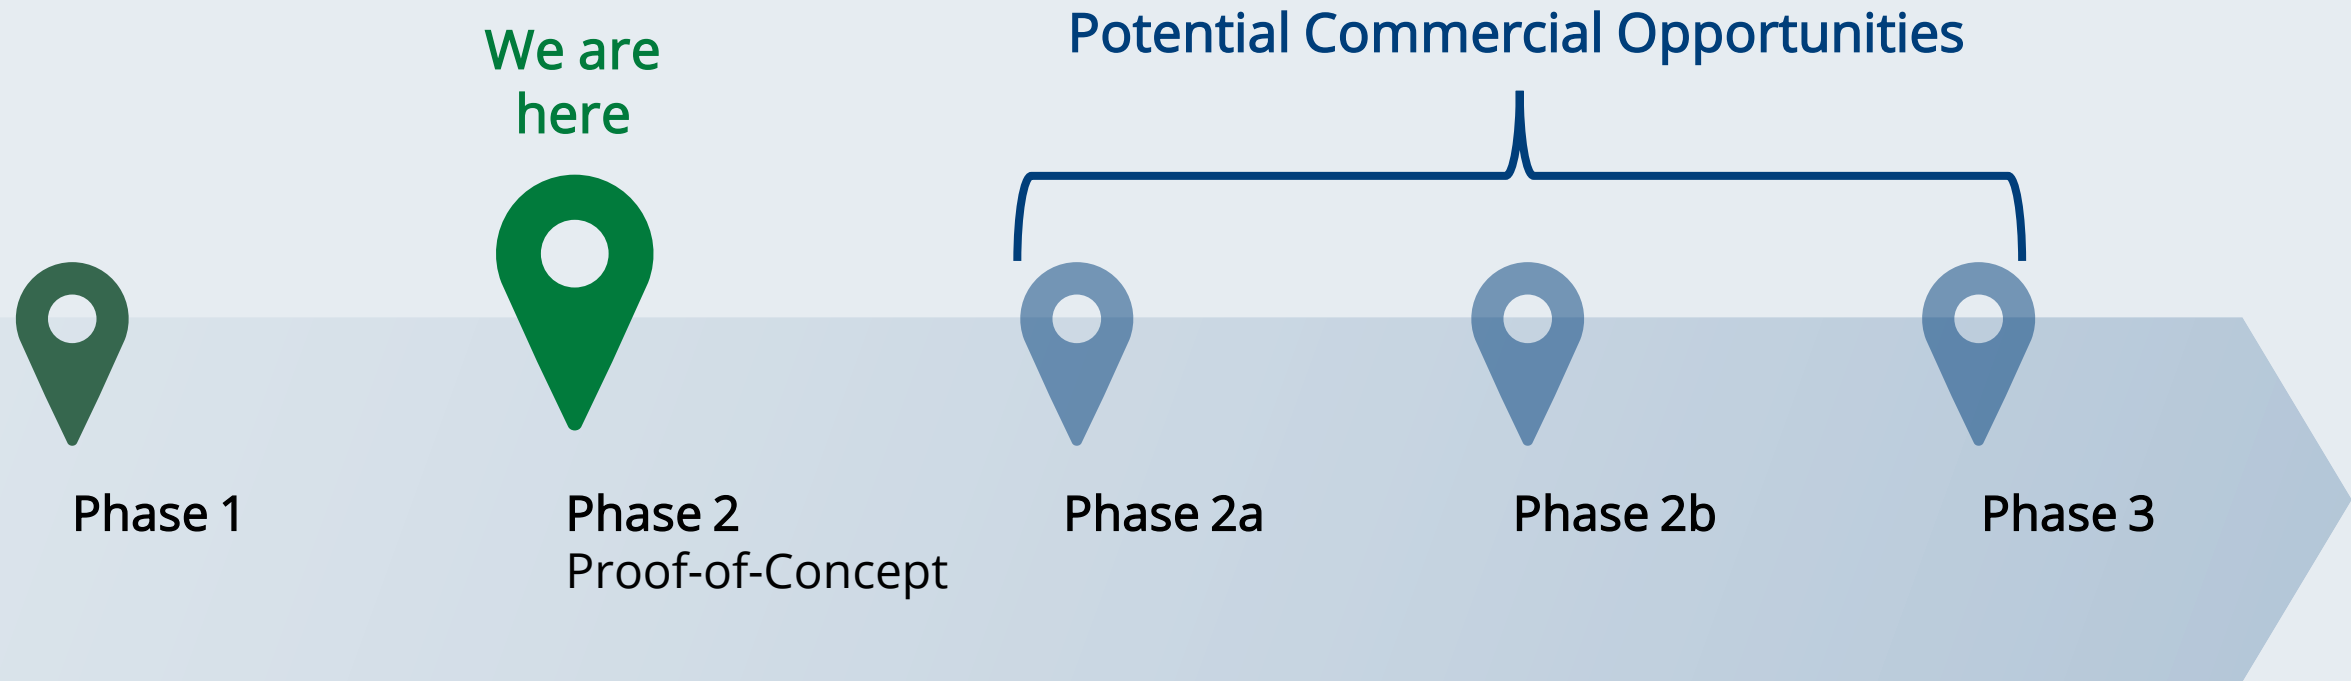 We are
here
Potential Commercial Opportunities
Phase 1
Phase 2
Proof-of-Concept
Phase 2a
Phase 2b
Phase 3